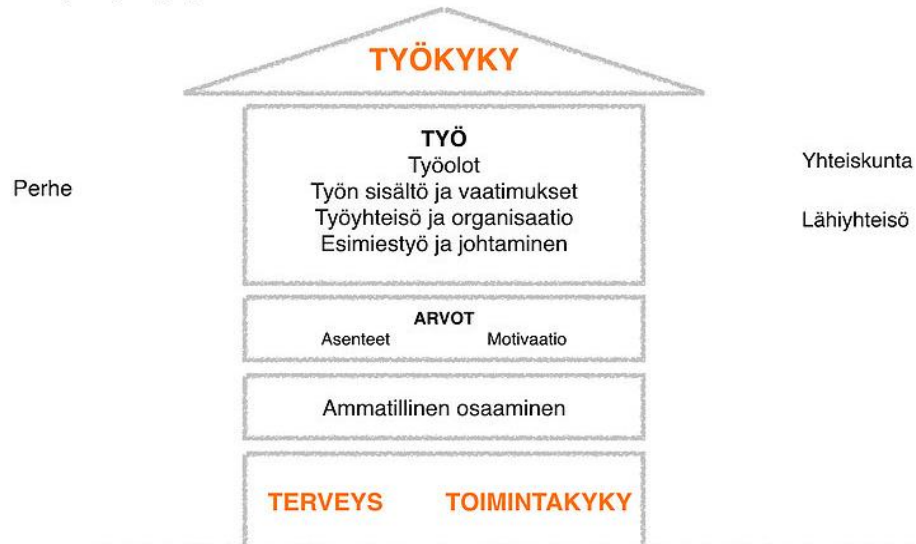 TYÖKYKY
TYÖ
Työolot
Työn sisältö ja vaatimukset
Työyhteisö ja organisaatio
Esimiestyö ja johtaminen
Perhe
Yhteiskunta
Lähiyhteisö
ARVOT
Asenteet Motivaatio
Ammatillinen osaaminen
TERVEYS TOIMINTAKYKY